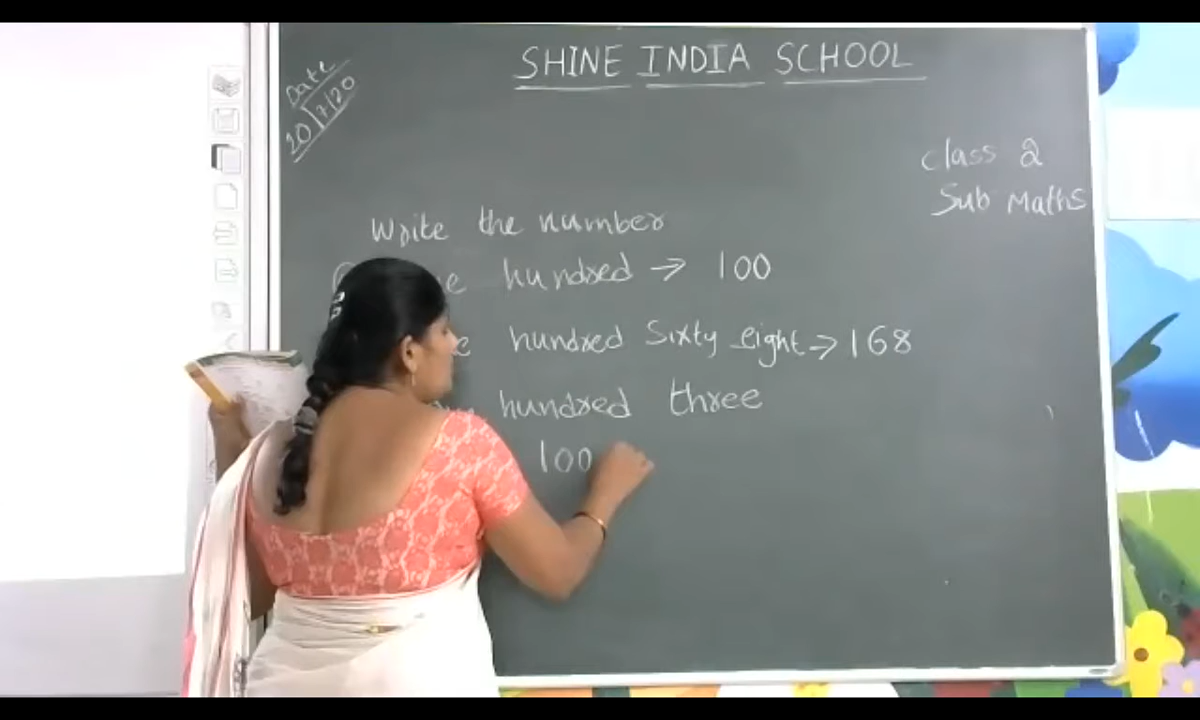 SHINE INDIA SCHOOL
Date
20/7/20
Class 2
Sub Maths
Write the number
hundred → 100
hundred Sixty eight → 168
hundred three
100